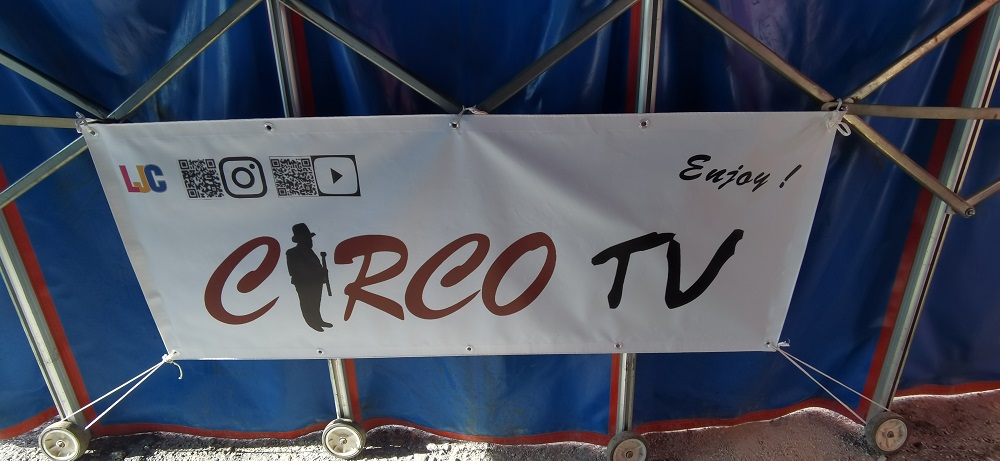 LJC
Enjoy !
CIRCO TV